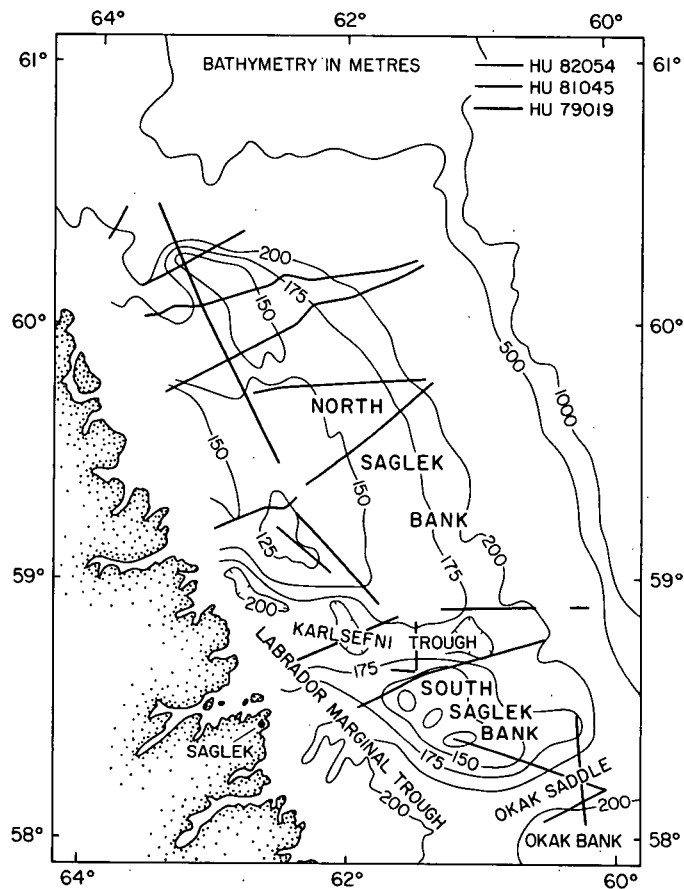 64° 62° 60°
61° 61°
BATHYMETRY IN METRES
HU 82054
HU 81045
HU 79019
200
175
150
60° 60°
500
1000
NORTH
150
SAGLEK
150
BANK
125
200
175
59° 59°
200
KARLSEFNI TROUGH
LABRADOR MARGINAL TROUGH
175
SOUTH
SAGLEK
BANK
SAGLEK
175
150
OKAK SADDLE
200
200
OKAK BANK
58° 58°
64° 62° 60°